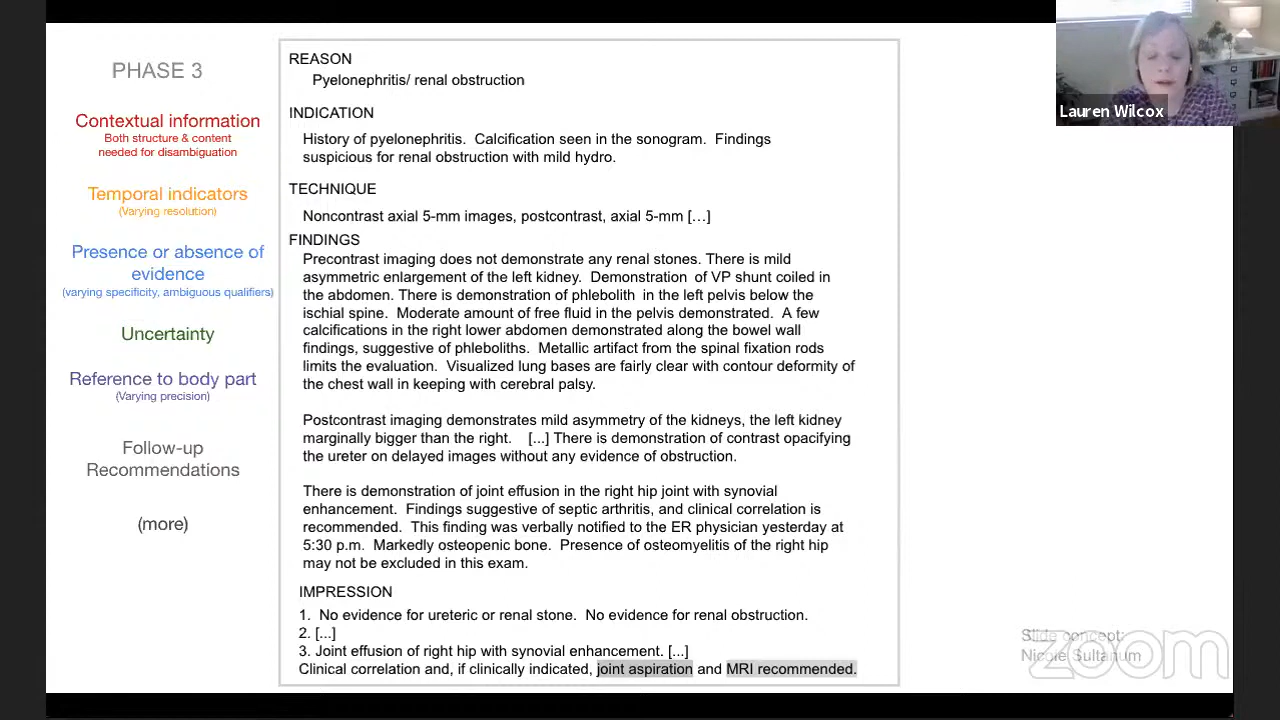 PHASE 3
Contextual information
Both structure & content
needed for disambiguation
Temporal indicators
(Varying resolution)
Presence or absence of
evidence
(varying specificity, ambiguous qualifiers)
Uncertainty
Reference to body part
(Varying precision)
Follow-up
Recommendations
(more)
REASON
Pyelonephritis/ renal obstruction
INDICATION
History of pyelonephritis. Calcification seen in the sonogram. Findings
suspicious for renal obstruction with mild hydro.
TECHNIQUE
Noncontrast axial 5-mm images, postcontrast, axial 5-mm […]
FINDINGS
Precontrast imaging does not demonstrate any renal stones. There is mild
asymmetric enlargement of the left kidney. Demonstration of VP shunt coiled in
the abdomen. There is demonstration of phlebolith in the left pelvis below the
ischial spine. Moderate amount of free fluid in the pelvis demonstrated. A few
calcifications in the right lower abdomen demonstrated along the bowel wall
findings, suggestive of phleboliths. Metallic artifact from the spinal fixation rods
limits the evaluation. Visualized lung bases are fairly clear with contour deformity of
the chest wall in keeping with cerebral palsy.
Postcontrast imaging demonstrates mild asymmetry of the kidneys, the left kidney
marginally bigger than the right. [...] There is demonstration of contrast opacifying
the ureter on delayed images without any evidence of obstruction.
There is demonstration of joint effusion in the right hip joint with synovial
enhancement. Findings suggestive of septic arthritis, and clinical correlation is
recommended. This finding was verbally notified to the ER physician yesterday at
5:30 p.m. Markedly osteopenic bone. Presence of osteomyelitis of the right hip
may not be excluded in this exam.
IMPRESSION
1. No evidence for ureteric or renal stone. No evidence for renal obstruction.
2. [...]
3. Joint effusion of right hip with synovial enhancement. [...]
Clinical correlation and, if clinically indicated, joint aspiration and MRI recommended.
Lauren Wilcox
Slide concept:
Nicole Sultanum
zoom